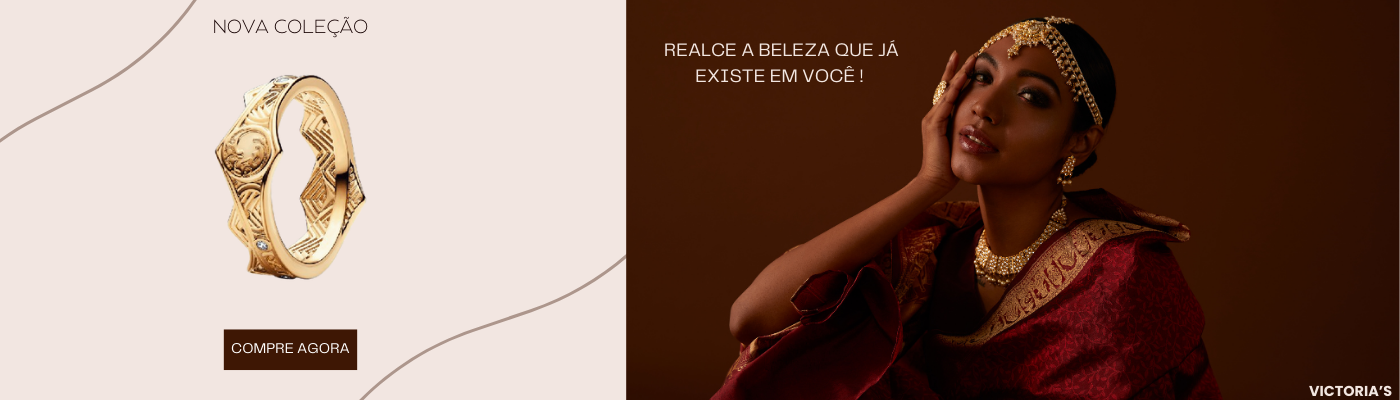 NOVA COLEÇÃO
COMPRE AGORA
REALCE A BELEZA QUE JÁ
EXISTE EM VOCÊ !
VICTORIA'S